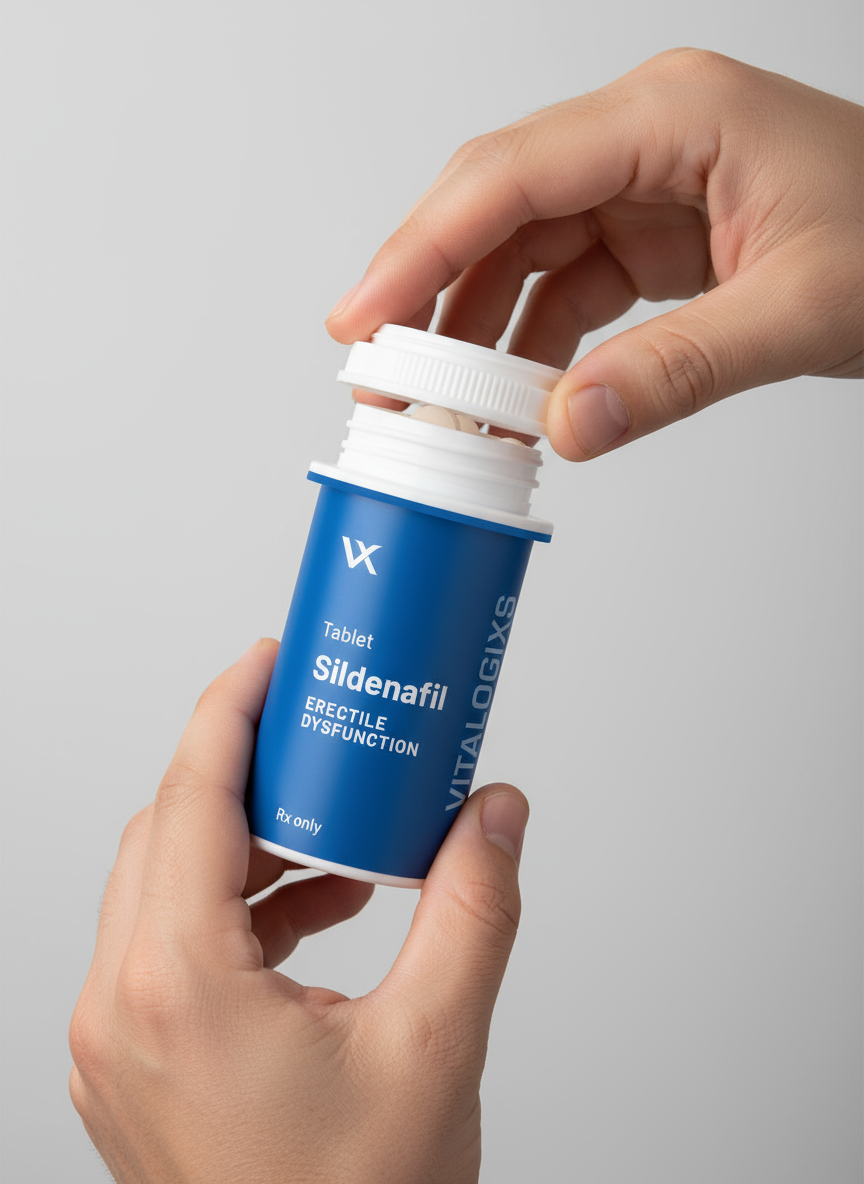 VX
Tablet
Sildenafil
ERECTILE
DYSFUNCTION
Rx only
VITALOGIXS